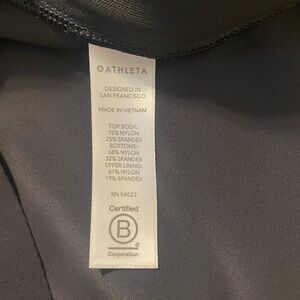 ATHLETA
DESIGNED IN
SAN FRANCISCO
MADE IN VIETNAM
TOP BODY:
75% NYLON
25% SPANDEX
BOTTOMS:
68% NYLON
32% SPANDEX
UPPER LINING:
81% NYLON
19% SPANDEX
RN 54023
Certified
B
Corporation